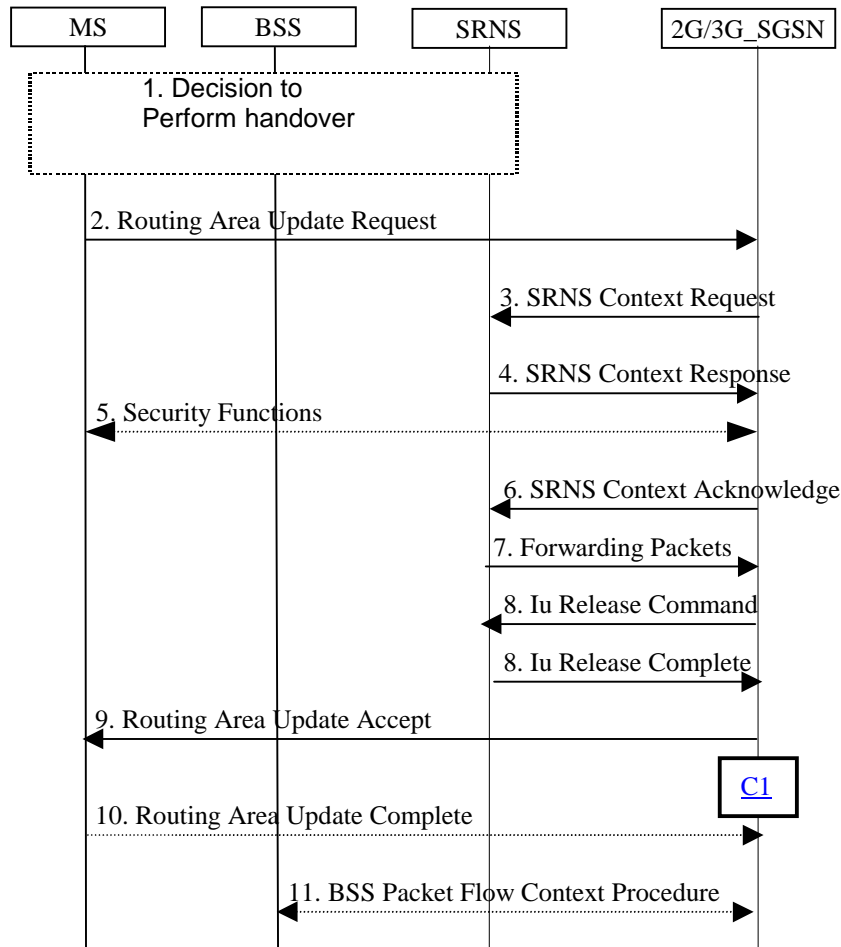 MS
BSS
SRNS
2G/3G_SGSN
1. Decision to
Perform handover
2. Routing Area Update Request
3. SRNS Context Request
4. SRNS Context Response
5. Security Functions
6. SRNS Context Acknowledge
7. Forwarding Packets
8. Iu Release Command
8. Iu Release Complete
9. Routing Area Update Accept
C1
10. Routing Area Update Complete
11. BSS Packet Flow Context Procedure